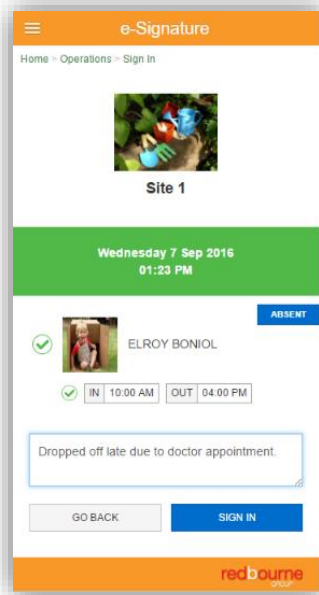 e-Signature
Home > Operations > Sign In
Site 1
Wednesday 7 Sep 2016
01:23 PM
ABSENT
ELROY BONIOL
IN 10:00 AM OUT 04:00 PM
Dropped off late due to doctor appointment.
GO BACK SIGN IN
redbourne
GROUP